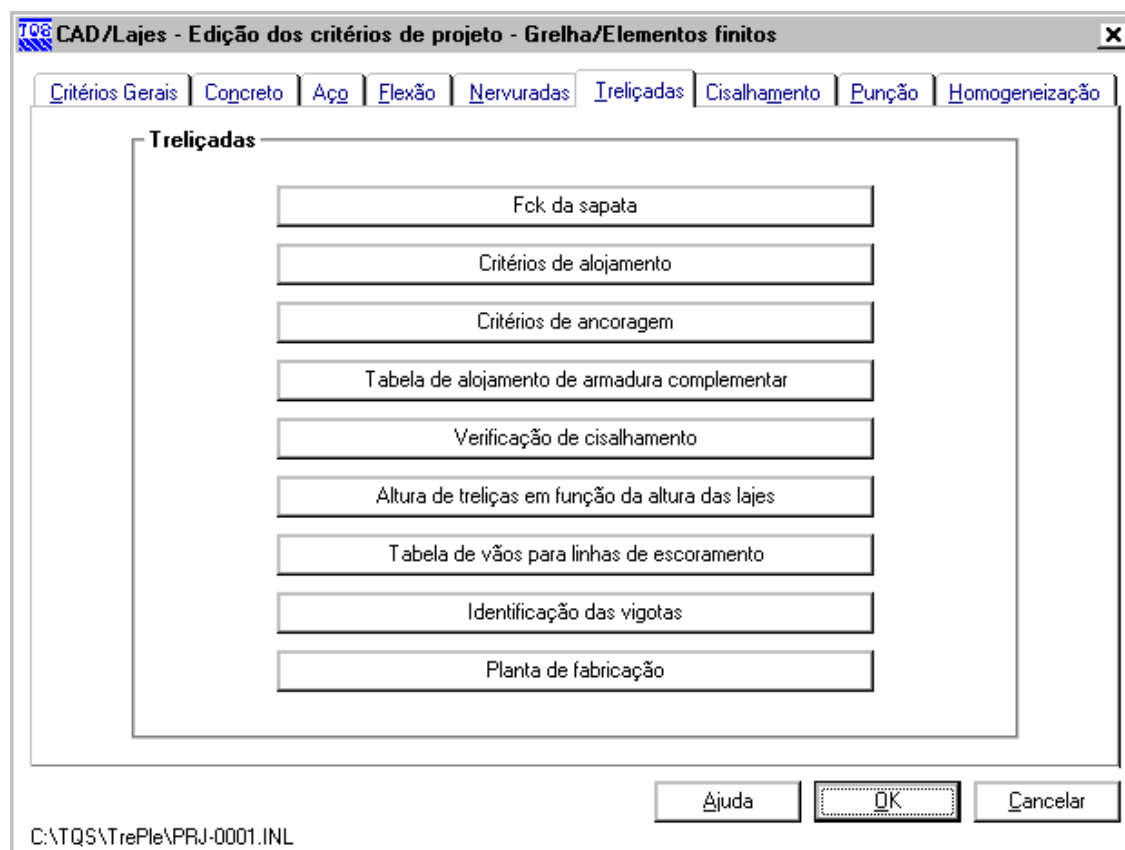 TQS CAD/Lajes - Edição dos critérios de projeto - Grelha/Elementos finitos
Critérios Gerais Concreto Aço Flexão Nervuradas Treliçadas Cisalhamento Punção Homogeneização
Treliçadas
Fck da sapata
Critérios de alojamento
Critérios de ancoragem
Tabela de alojamento de armadura complementar
Verificação de cisalhamento
Altura de treliças em função da altura das lajes
Tabela de vãos para linhas de escoramento
Identificação das vigotas
Planta de fabricação
Ajuda OK Cancelar
C:\TQS\TrePle\PRJ-0001.INL